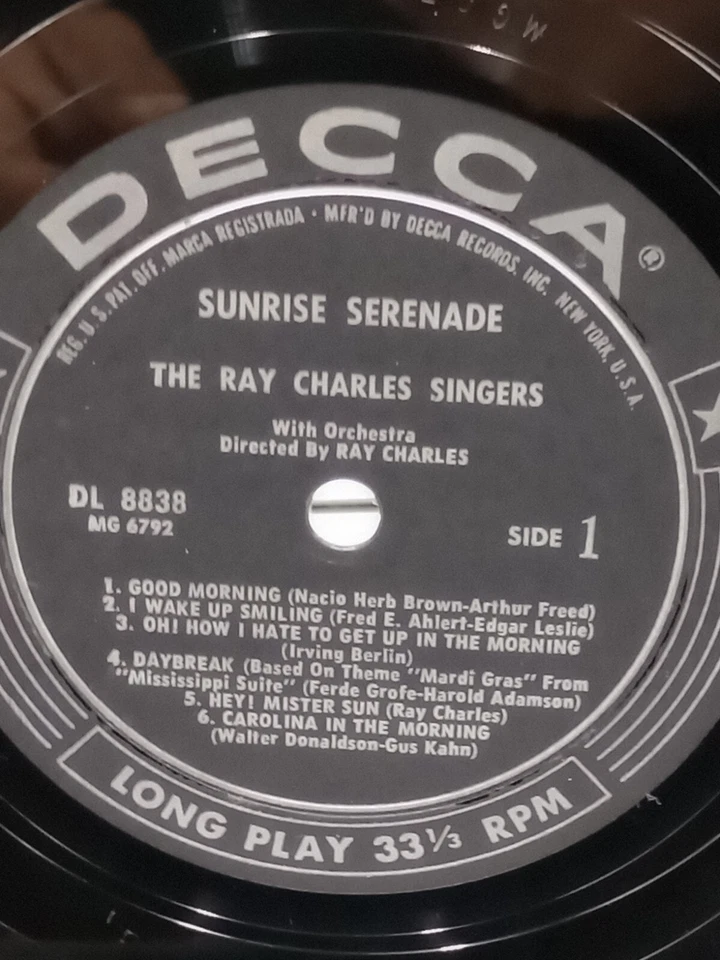 DECCA®
REG. U.S. PAT. OFF. MARCA REGISTRADA · MFR'D BY DECCA RECORDS, INC. NEW YORK, U.S.A.
SUNRISE SERENADE
THE RAY CHARLES SINGERS
With Orchestra
Directed By RAY CHARLES
DL 8838
MG 6792
SIDE 1
1. GOOD MORNING (Nacio Herb Brown-Arthur Freed)
2. I WAKE UP SMILING (Fred E. Ahlert-Edgar Leslie)
3. OH! HOW I HATE TO GET UP IN THE MORNING
(Irving Berlin)
4. DAYBREAK (Based On Theme "Mardi Gras" From
"Mississippi Suite" (Ferde Grofe-Harold Adamson)
5. HEY! MISTER SUN (Ray Charles)
6. CAROLINA IN THE MORNING
(Walter Donaldson-Gus Kahn)
LONG PLAY 33⅓ RPM